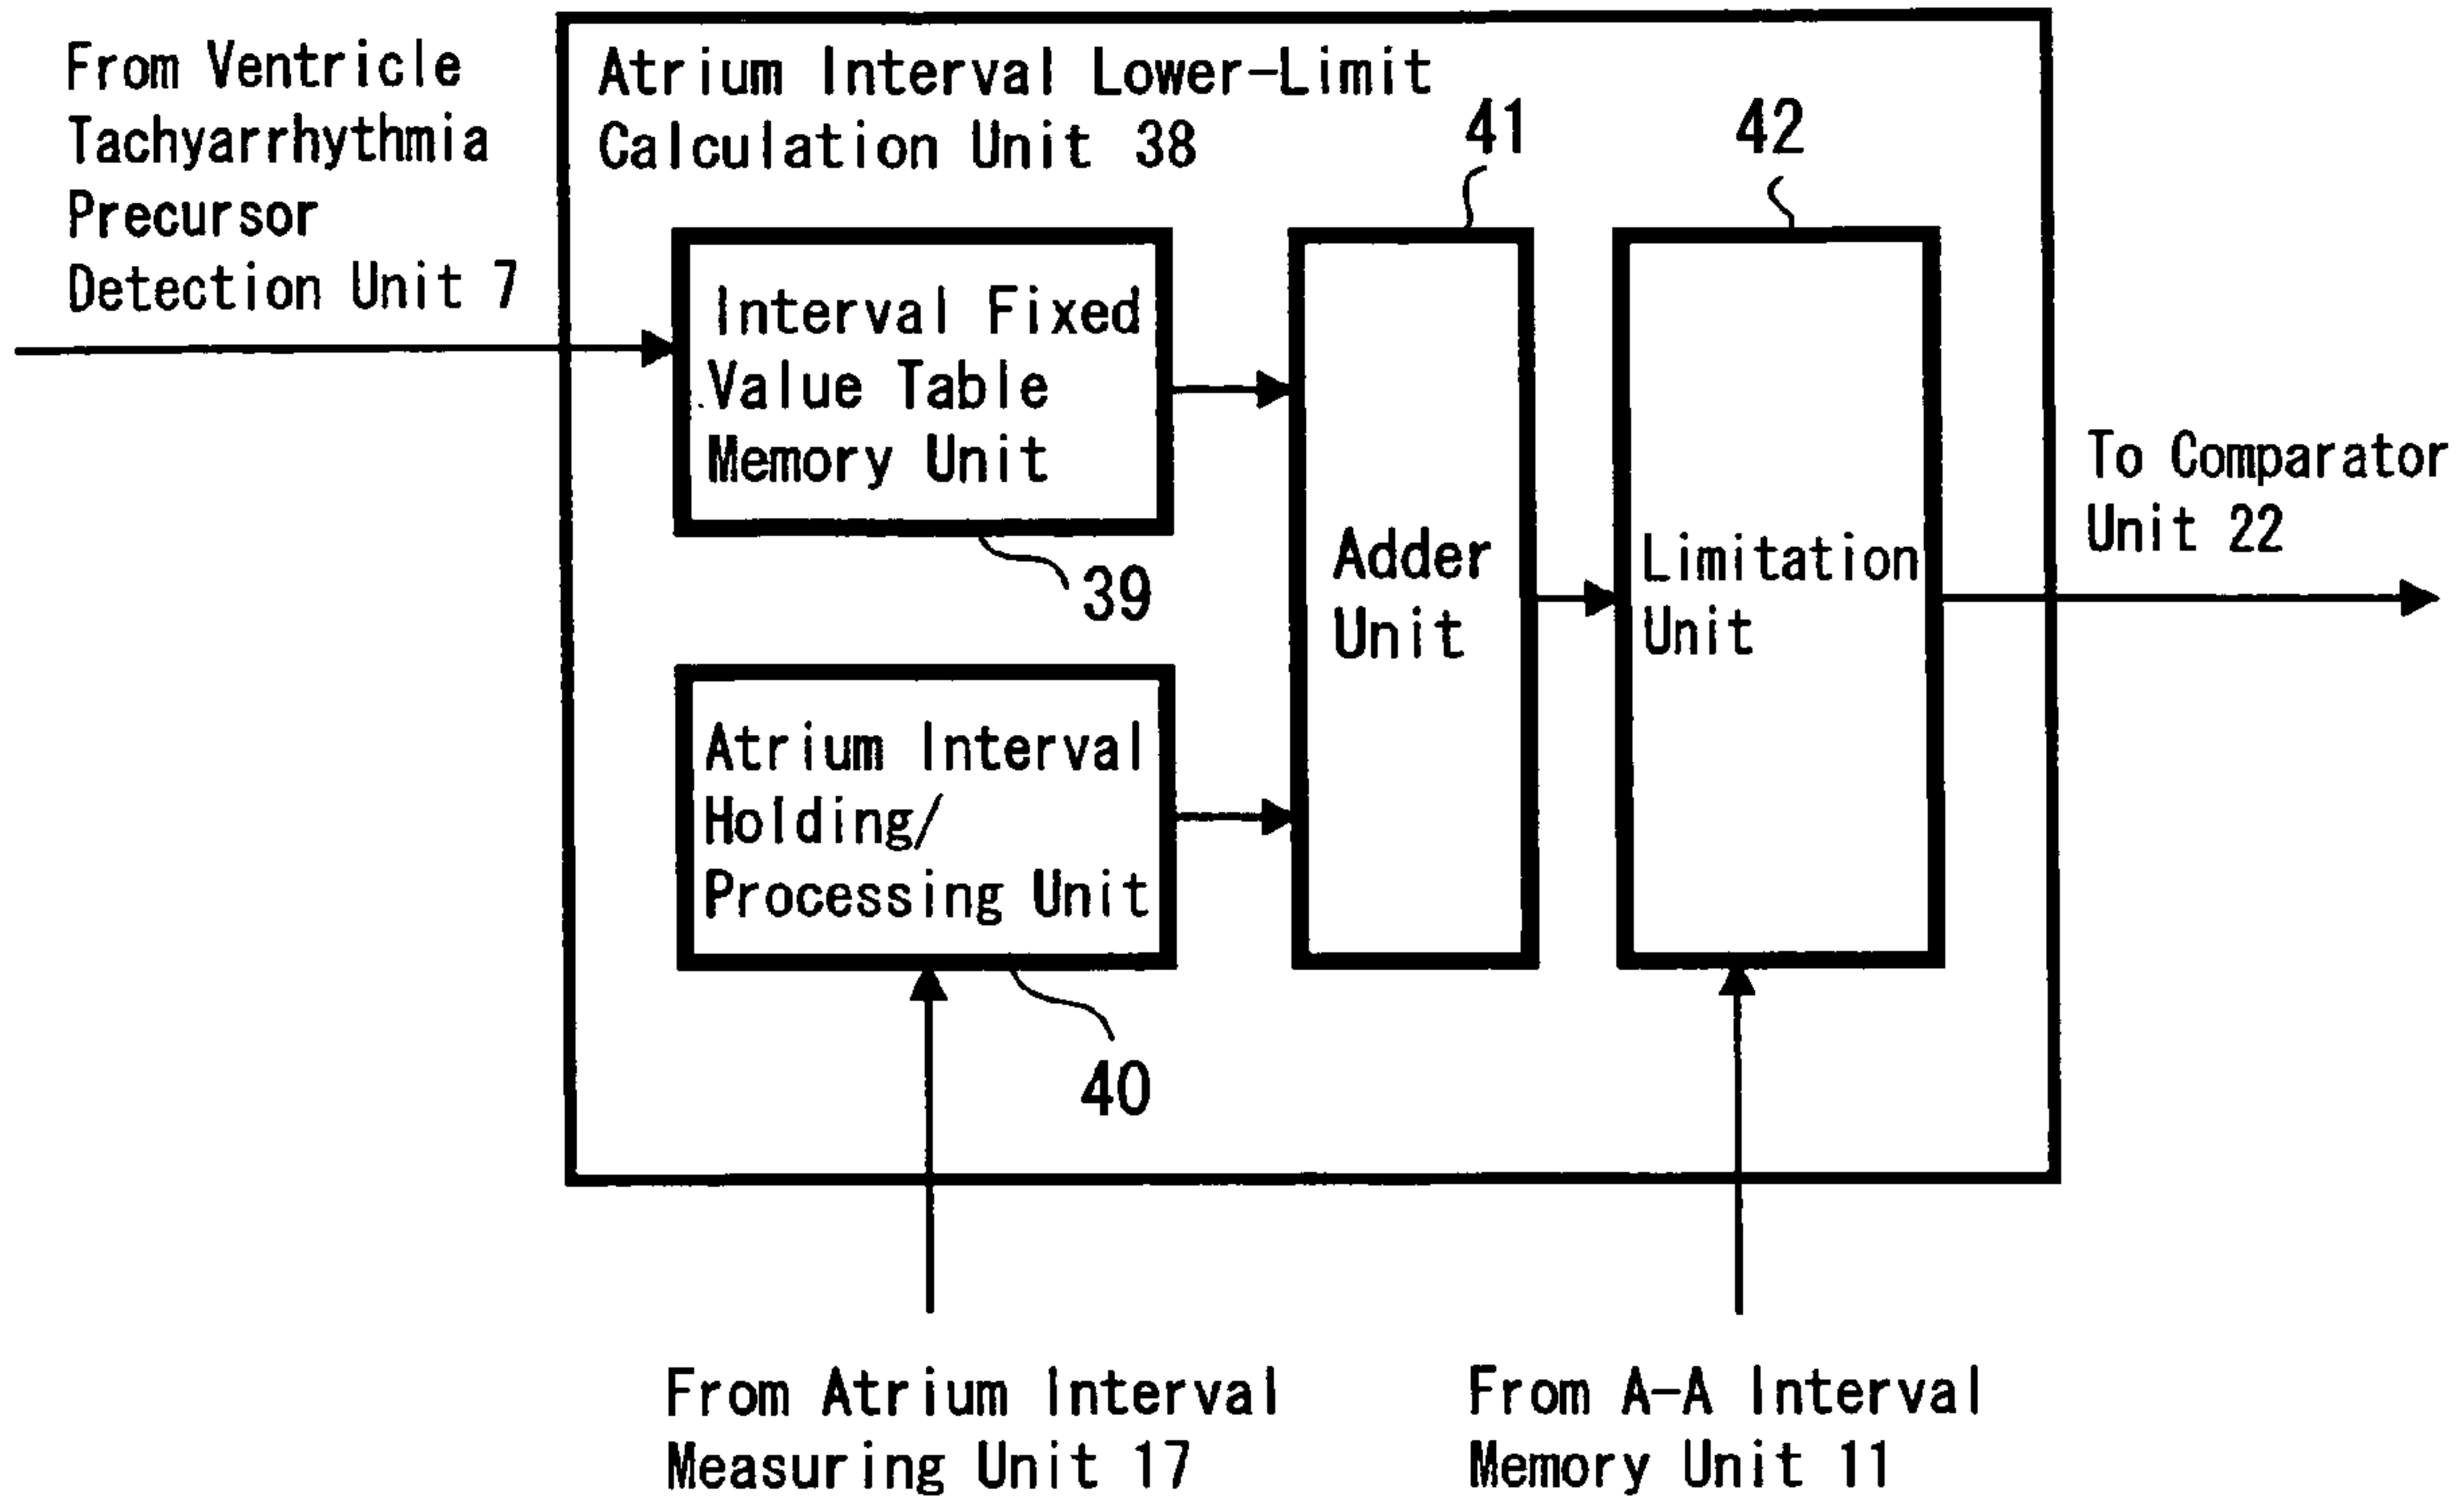 From Ventricle
Tachyarrhythmia
Precursor
Detection Unit 7
Atrium Interval Lower-Limit
Calculation Unit 38
41
42
Interval Fixed
Value Table
Memory Unit
39
Adder
Unit
Limitation
Unit
To Comparator
Unit 22
Atrium Interval
Holding/
Processing Unit
40
From Atrium Interval
Measuring Unit 17
From A-A Interval
Memory Unit 11